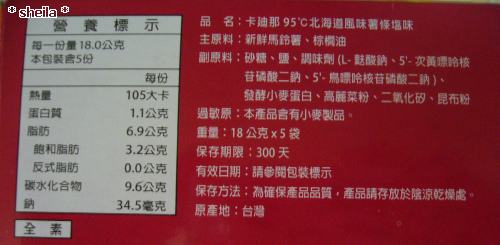 * sheila *
營養標示
每一份量18.0公克
本包裝含5份
每份
熱量 105大卡
蛋白質 1.1公克
脂肪 6.9公克
飽和脂肪 3.2公克
反式脂肪 0.0公克
碳水化合物 9.6公克
鈉 34.5毫克
全素
品名：卡迪那95℃北海道風味薯條塩味
主原料：新鮮馬鈴薯、棕櫚油
副原料：砂糖、鹽、調味劑(L-麩酸鈉、5'-次黃嘌呤核
苷磷酸二鈉、5'-鳥嘌呤核苷磷酸二鈉)、
發酵小麥蛋白、高麗菜粉、二氧化矽、昆布粉
過敏原：本產品含有小麥製品。
重量：18公克×5袋
保存期限：300天
有效日期：請參閱包裝標示
保存方法：為確保產品品質，產品請存放於陰涼乾燥處。
原產地：台灣
* sheila *